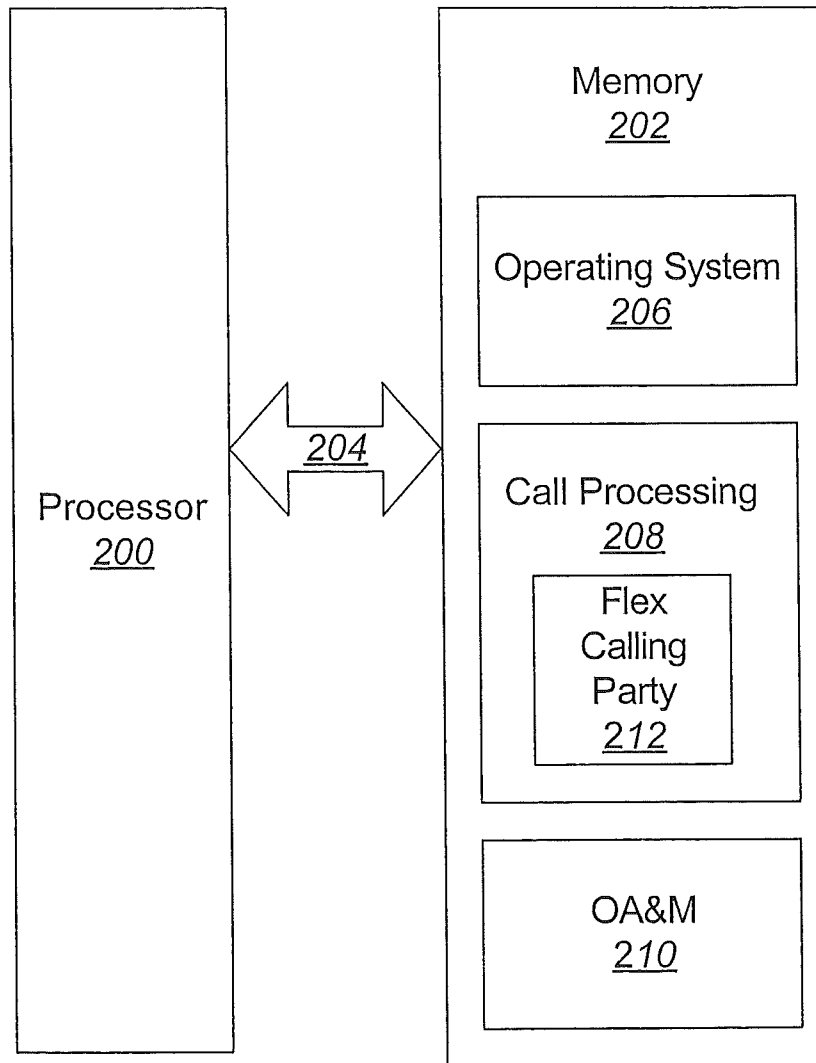 Processor
200
204
Memory
202
Operating System
206
Call Processing
208
Flex
Calling
Party
212
OA&M
210